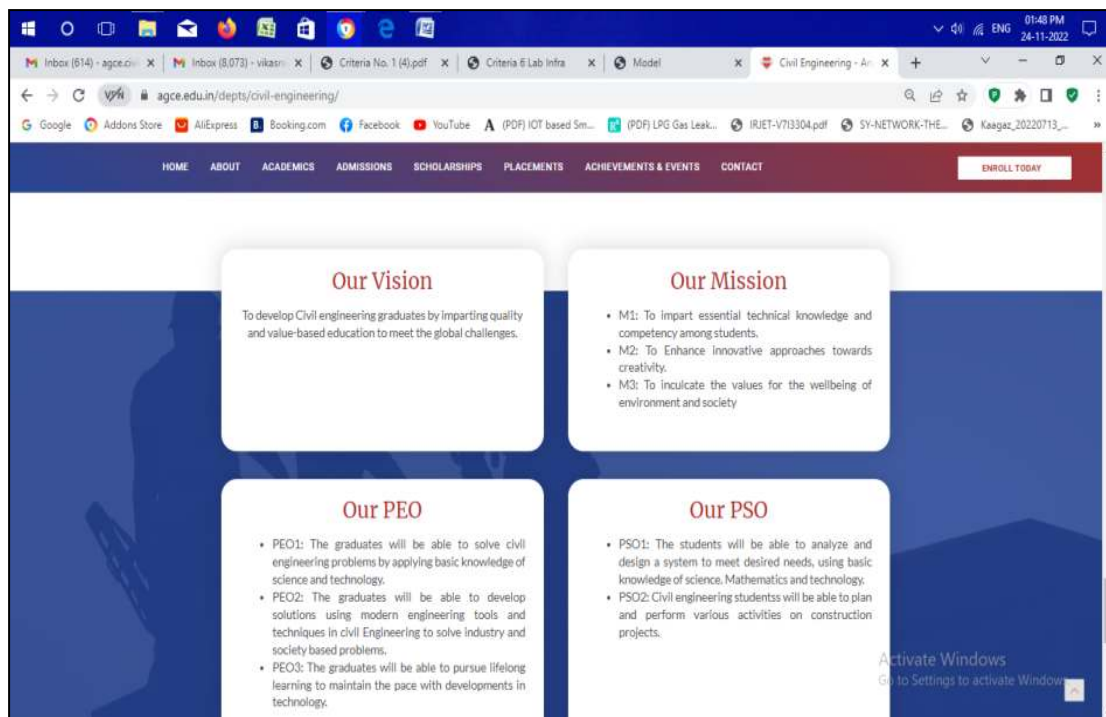 ENG
01:48 PM
24-11-2022
Inbox (614) - agce.civ
Inbox (8,073) - vikasn
Criteria No. 1 (4).pdf
Criteria 6 Lab Infra
Model
Civil Engineering - An
VPN
agce.edu.in/depts/civil-engineering/
Google
Addons Store
AliExpress
Booking.com
Facebook
YouTube
(PDF) IOT based Sm...
(PDF) LPG Gas Leak...
IRJET-V7I3304.pdf
SY-NETWORK-THE...
Kaagaz_20220713_...
HOME ABOUT ACADEMICS ADMISSIONS SCHOLARSHIPS PLACEMENTS ACHIEVEMENTS & EVENTS CONTACT
ENROLL TODAY
Our Vision
To develop Civil engineering graduates by imparting quality
and value-based education to meet the global challenges.
Our Mission
• M1: To impart essential technical knowledge and
competency among students.
• M2: To Enhance innovative approaches towards
creativity.
• M3: To inculcate the values for the wellbeing of
environment and society
Our PEO
• PEO1: The graduates will be able to solve civil
engineering problems by applying basic knowledge of
science and technology.
• PEO2: The graduates will be able to develop
solutions using modern engineering tools and
techniques in civil Engineering to solve industry and
society based problems.
• PEO3: The graduates will be able to pursue lifelong
learning to maintain the pace with developments in
technology.
Our PSO
• PSO1: The students will be able to analyze and
design a system to meet desired needs, using basic
knowledge of science. Mathematics and technology.
• PSO2: Civil engineering studentss will be able to plan
and perform various activities on construction
projects.
Activate Windows
Go to Settings to activate Windows